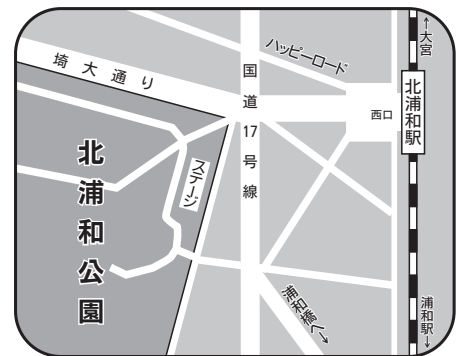 ↑大宮
ハッピーロード
埼大通り
国道17号線
北浦和駅
西口
北浦和公園
ステージ
浦和橋へ↓
浦和駅↓